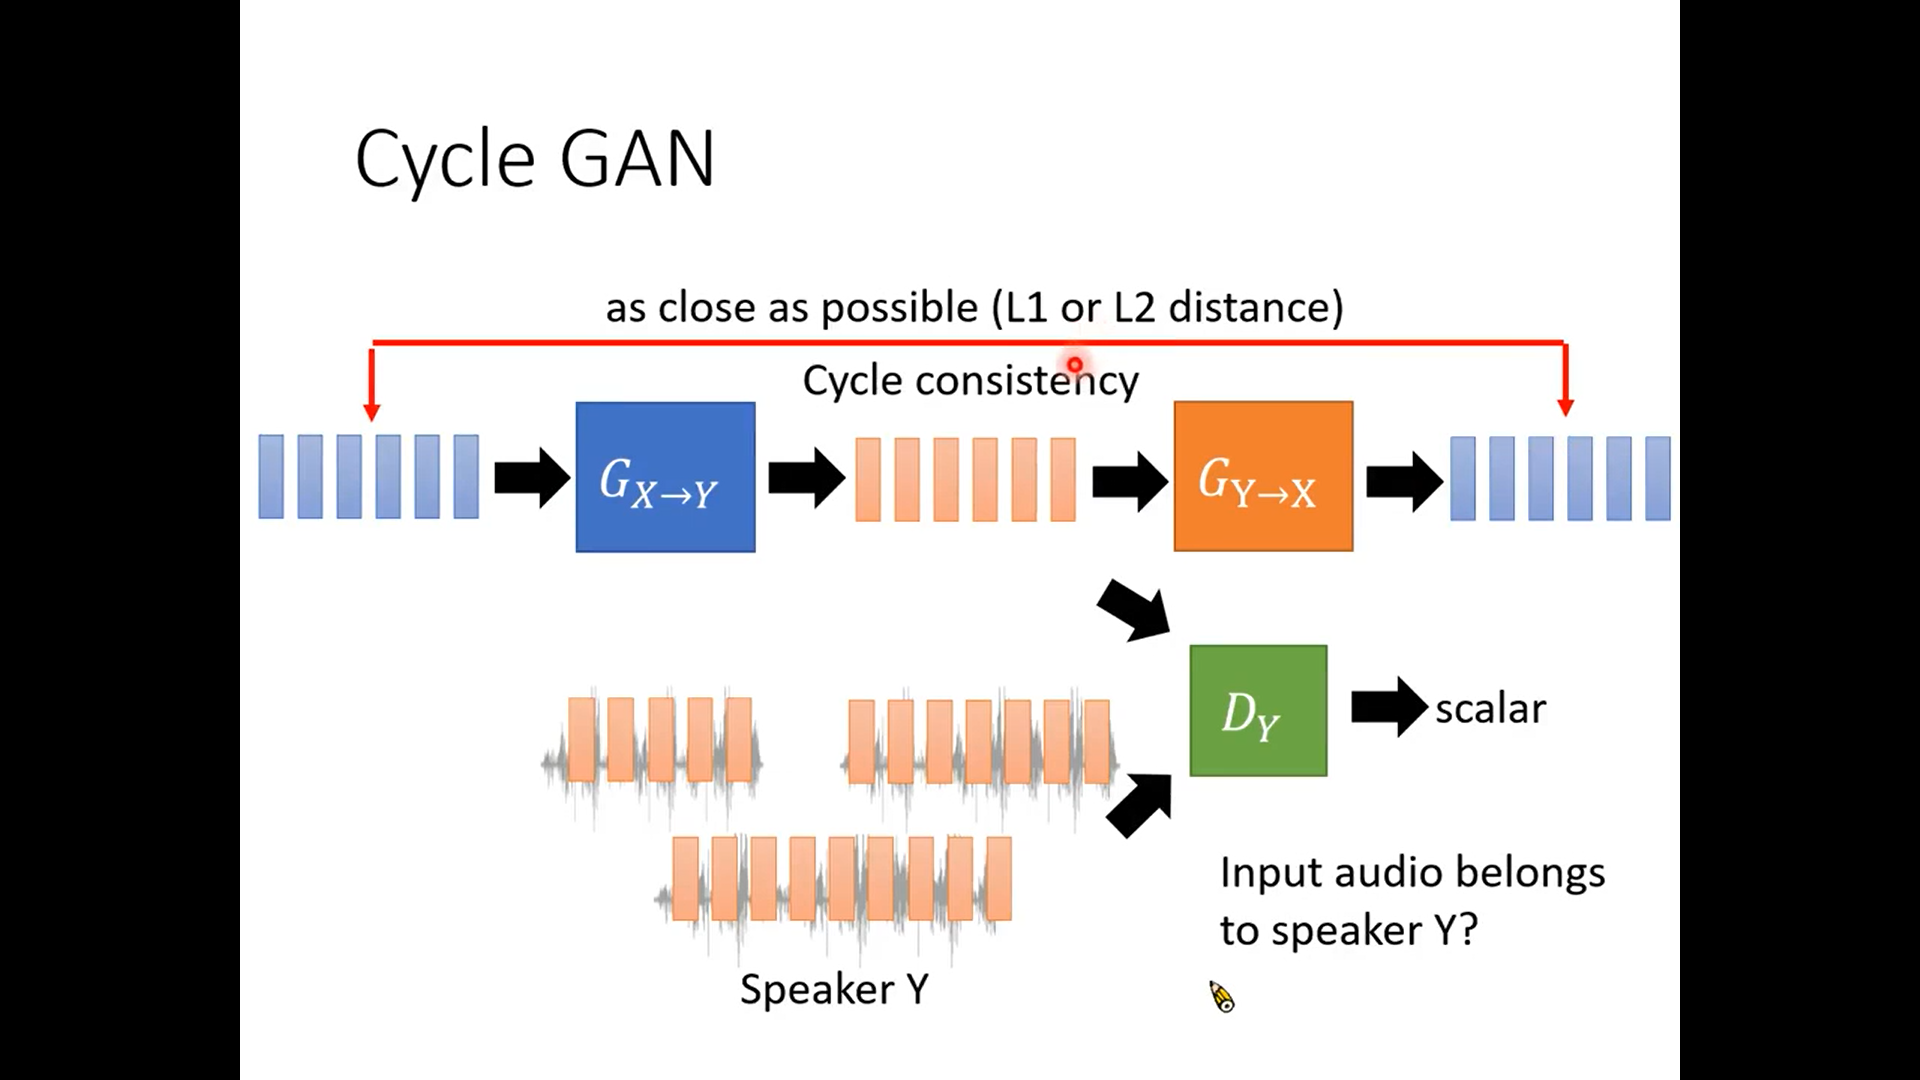 Cycle GAN
as close as possible (L1 or L2 distance)
Cycle consistency
G_{X→Y}
G_{Y→X}
D_Y
scalar
Input audio belongs
to speaker Y?
Speaker Y